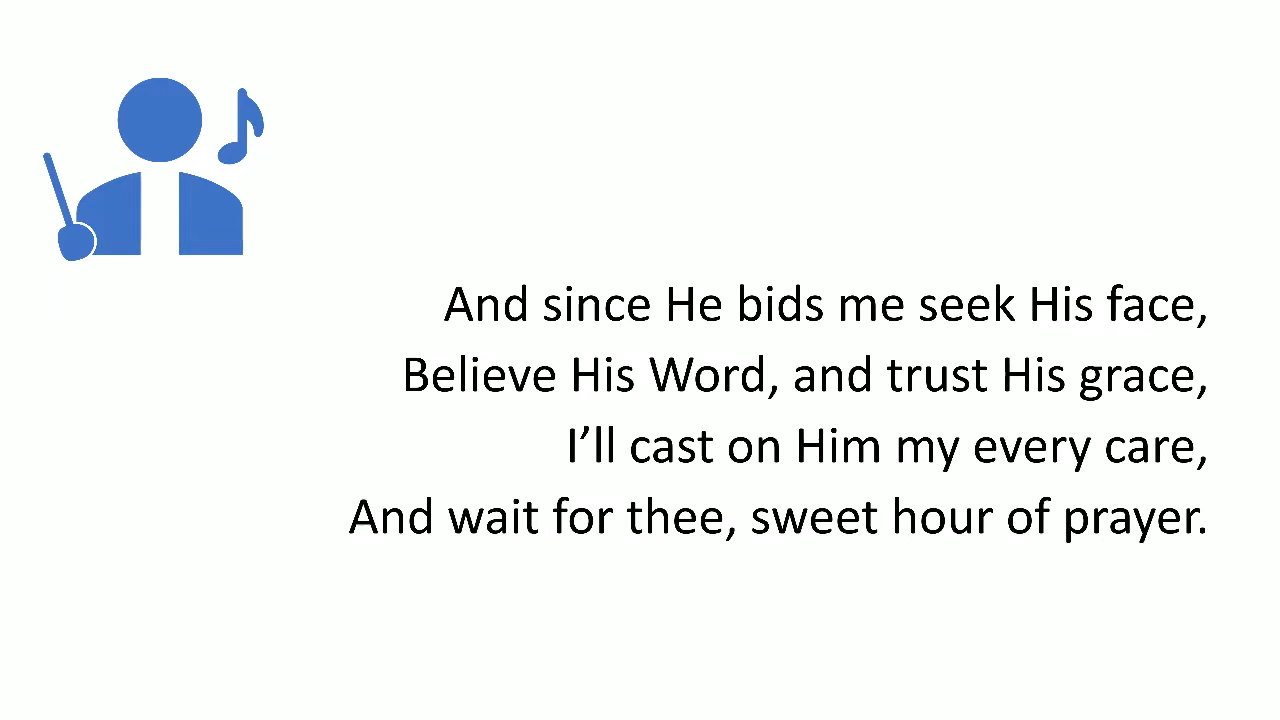 And since He bids me seek His face,
Believe His Word, and trust His grace,
I’ll cast on Him my every care,
And wait for thee, sweet hour of prayer.